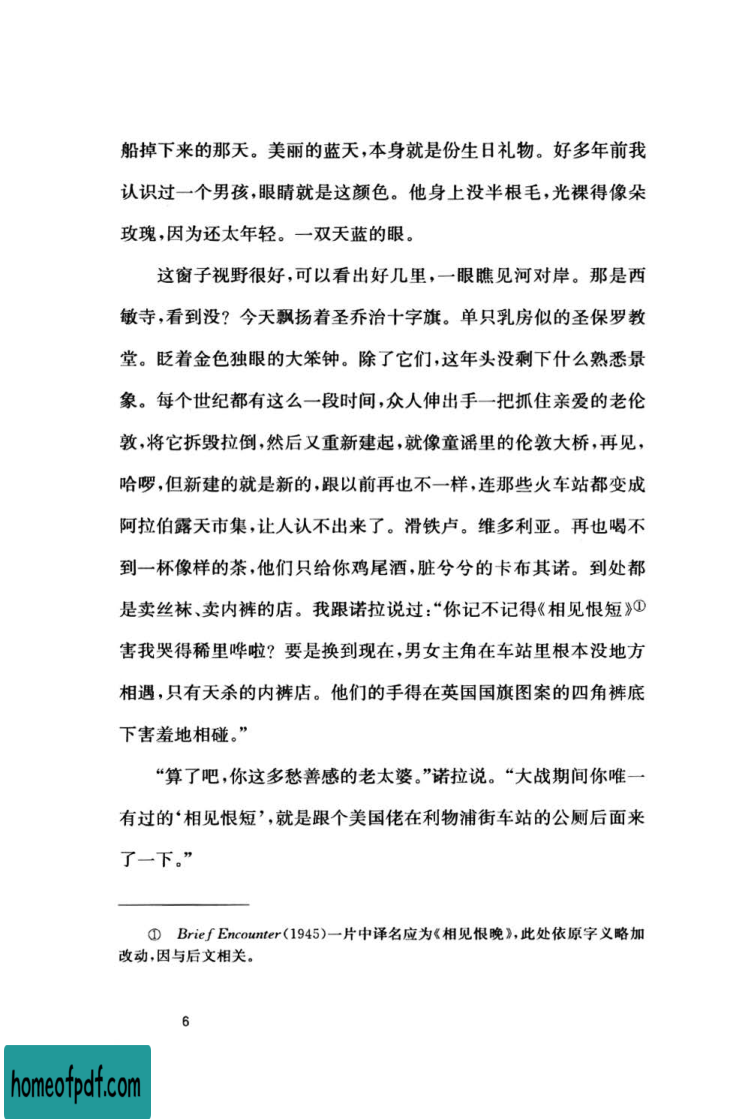 船掉下来的那天。美丽的蓝天,本身就是份生日礼物。好多年前我
认识过一个男孩,眼睛就是这颜色。他身上没半根毛,光裸得像朵
玫瑰,因为还太年轻。一双天蓝的眼。
这窗子视野很好,可以看出好几里,一眼瞧见河对岸。那是西
敏寺,看到没?今天飘扬着圣乔治十字旗。单只乳房似的圣保罗教
堂。眨着金色独眼的大笨钟。除了它们,这年头没剩下什么熟悉景
象。每个世纪都有这么一段时间,众人伸出手一把抓住亲爱的老伦
敦,将它拆毁拉倒,然后又重新建起,就像童谣里的伦敦大桥,再见,
哈啰,但新建的就是新的,跟以前再也不一样,连那些火车站都变成
阿拉伯露天市集,让人认不出来了。滑铁卢。维多利亚。再也喝不
到一杯像样的茶,他们只给你鸡尾酒,脏兮兮的卡布其诺。到处都
是卖丝袜、卖内裤的店。我跟诺拉说过:“你记不记得《相见恨短》①
害我哭得稀里哗啦?要是换到现在,男女主角在车站里根本没地方
相遇,只有天杀的内裤店。他们的手得在英国国旗图案的四角裤底
下害羞地相碰。”
“算了吧,你这多愁善感的老太婆。”诺拉说。“大战期间你唯一
有过的‘相见恨短’,就是跟个美国佬在利物浦街车站的公厕后面来
了一下。”
① Brief Encounter(1945)一片中译名应为《相见恨晚》,此处依原字义略加
改动,因与后文相关。
6
homeofpdf.com